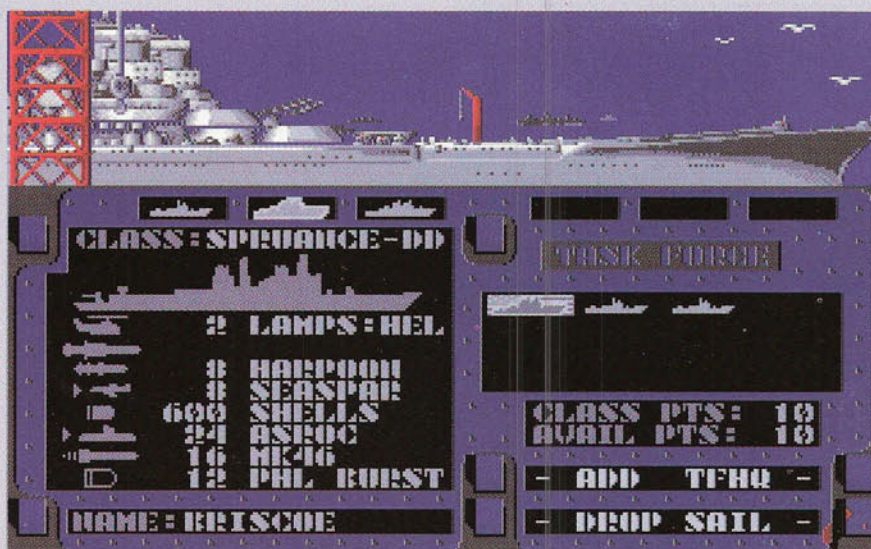 CLASS:SPRUANCE-DD
2 LAMPS:HEL
8 HARPOON
8 SEASPAR
600 SHELLS
24 ASROC
16 MK46
12 PHL BURST
NAME:BRISCOE
TASK FORCE
CLASS PTS: 10
AVAIL PTS: 10
- ADD TFHQ -
- DROP SAIL -